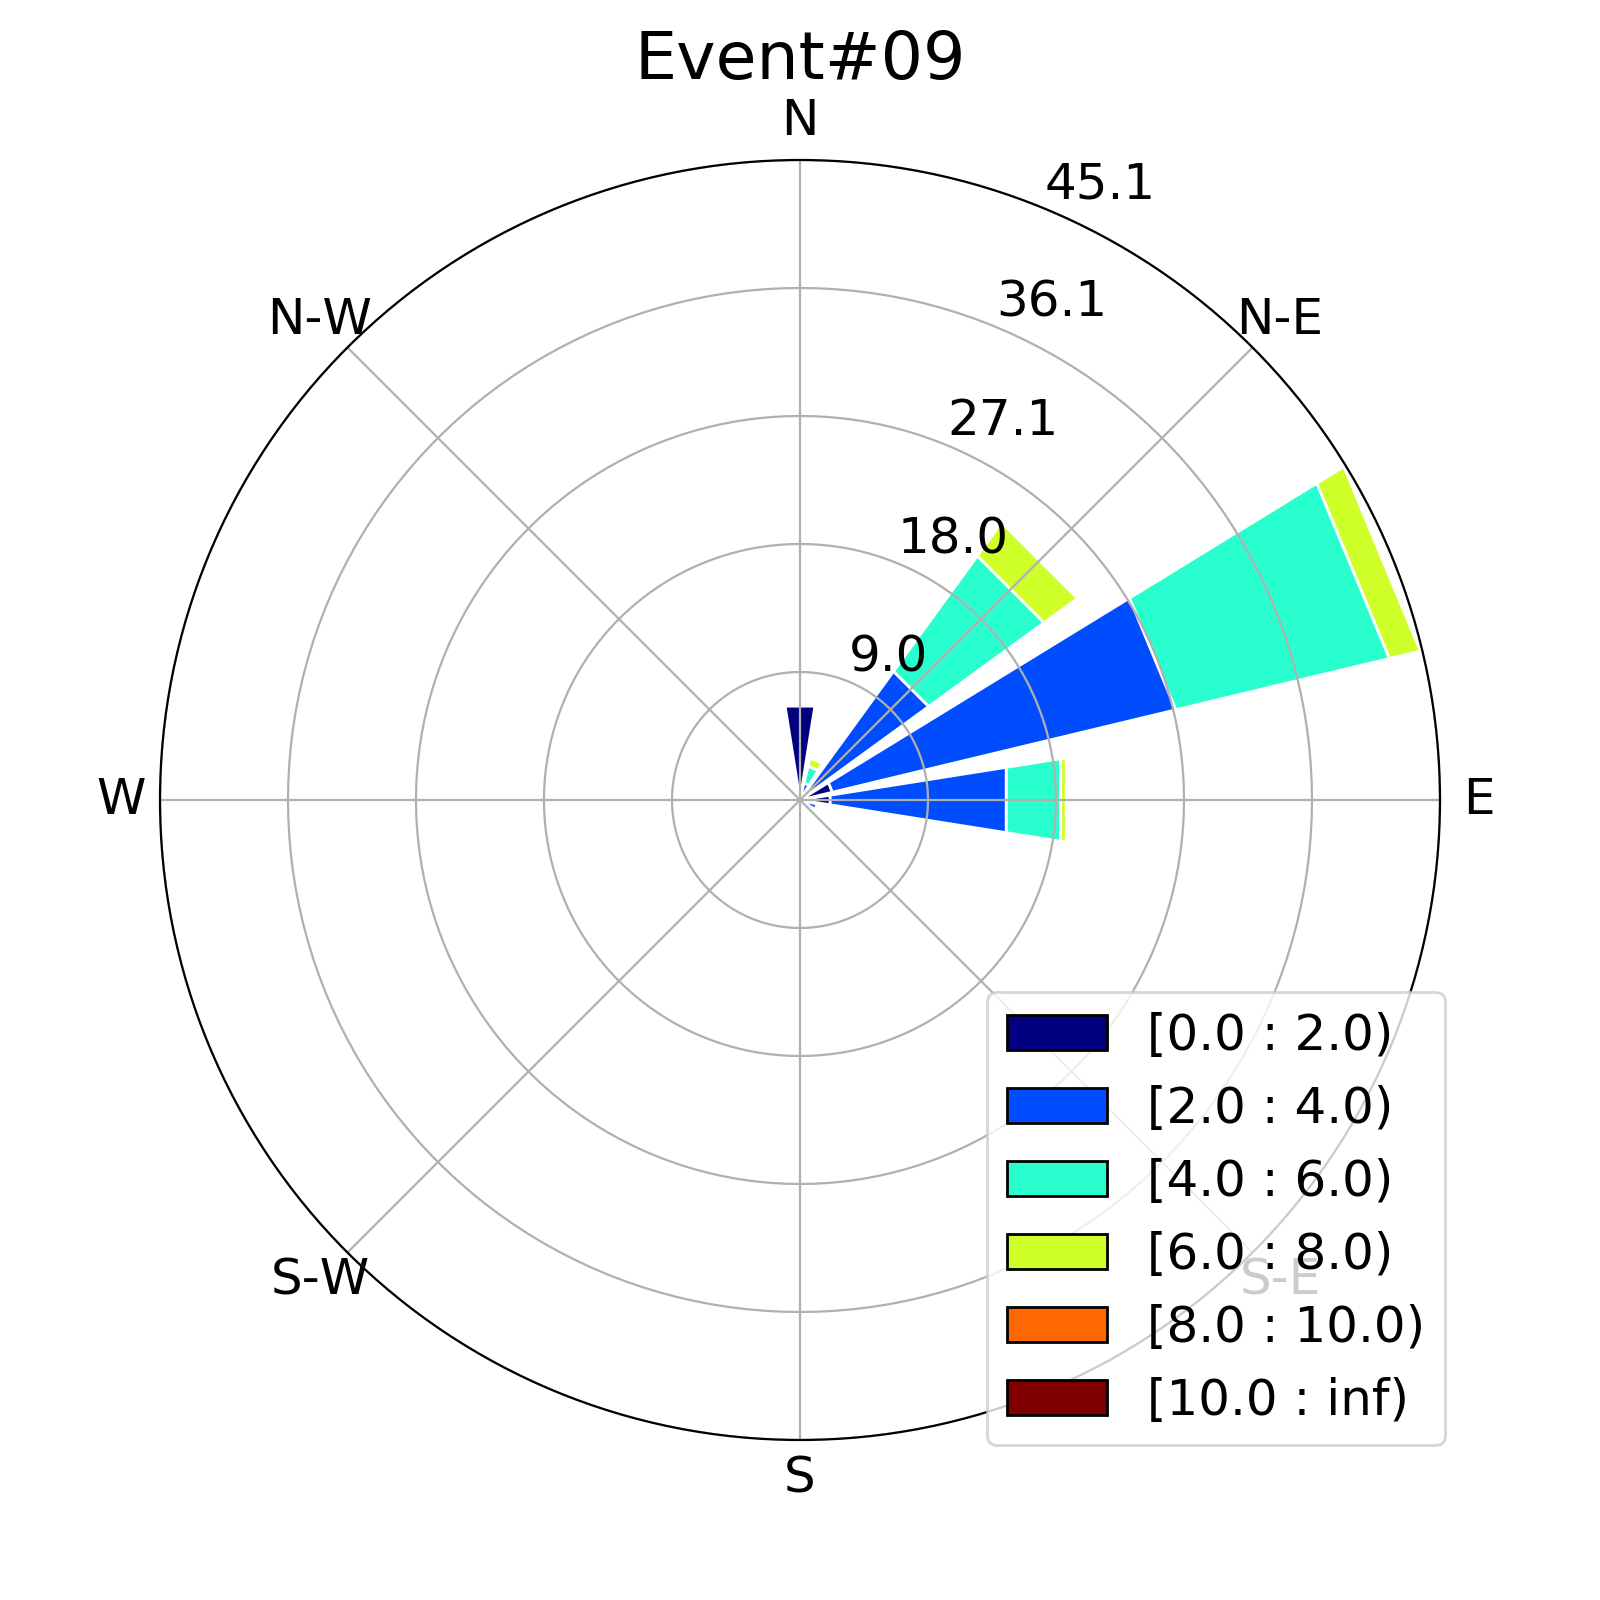 Event#09
N
45.1
36.1
N-W
N-E
27.1
18.0
9.0
W
E
[0.0 : 2.0)
[2.0 : 4.0)
[4.0 : 6.0)
[6.0 : 8.0)
S-W
S-E
[8.0 : 10.0)
[10.0 : inf)
S